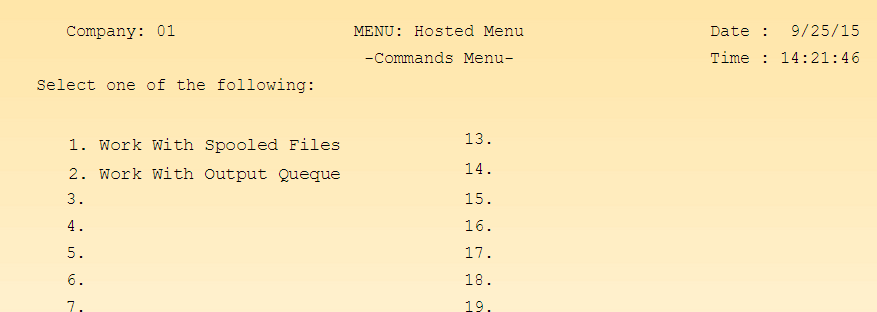 Company: 01 MENU: Hosted Menu Date : 9/25/15
-Commands Menu- Time : 14:21:46
Select one of the following:
1. Work With Spooled Files 13.
2. Work With Output Queque 14.
3. 15.
4. 16.
5. 17.
6. 18.
7. 19.